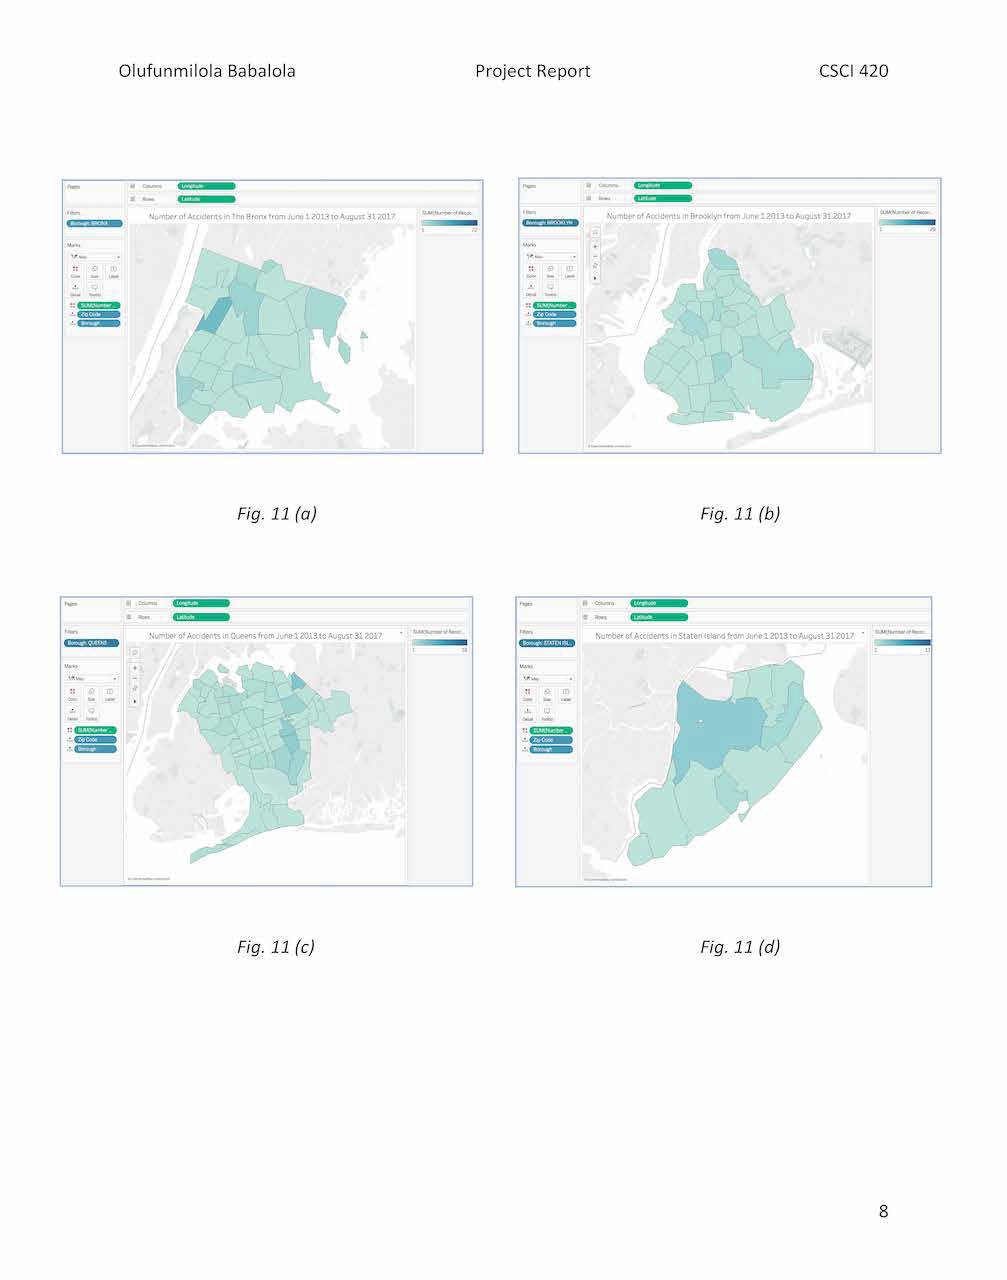 Olufunmilola Babalola Project Report CSCI 420
Pages
Columns Longitude
Rows Latitude
Filters
Borough: BRONX
Number of Accidents in The Bronx from June 1 2013 to August 31 2017
SUM(Number of Recor..
1
Marks
Map
Color Size Label
Detail Tooltip
SUM(Number ..
Zip Code
Borough
Pages
Columns Longitude
Rows Latitude
Filters
Borough: BROOKLYN
Number of Accidents in Brooklyn from June 1 2013 to August 31 2017
SUM(Number of Recor..
1
Marks
Map
Color Size Label
Detail Tooltip
SUM(Number ..
Zip Code
Borough
Fig. 11 (a) Fig. 11 (b)
Pages
Columns Longitude
Rows Latitude
Filters
Borough: QUEENS
Number of Accidents in Queens from June 1 2013 to August 31 2017
SUM(Number of Recor..
1
Marks
Map
Color Size Label
Detail Tooltip
SUM(Number ..
Zip Code
Borough
Pages
Columns Longitude
Rows Latitude
Filters
Borough: STATEN ISL..
Number of Accidents in Staten Island from June 1 2013 to August 31 2017
SUM(Number of Recor..
1
Marks
Map
Color Size Label
Detail Tooltip
SUM(Number ..
Zip Code
Borough
Fig. 11 (c) Fig. 11 (d)
8